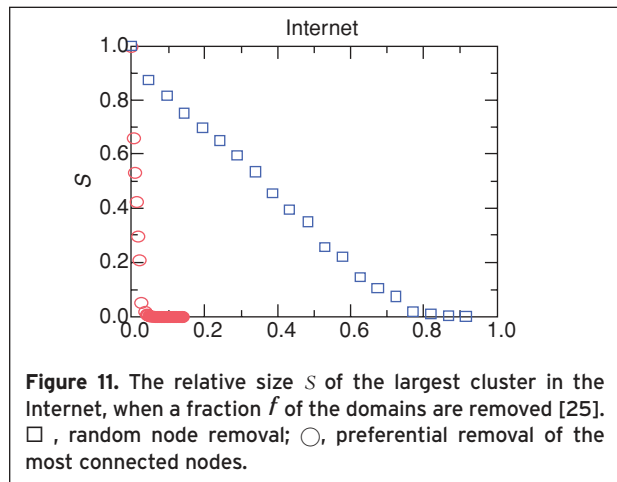 Internet
1.0
0.8
0.6
0.4
0.2
0.0
S
0.0 0.2 0.4 0.6 0.8 1.0
Figure 11. The relative size S of the largest cluster in the
Internet, when a fraction f of the domains are removed [25].
□ , random node removal; ○, preferential removal of the
most connected nodes.